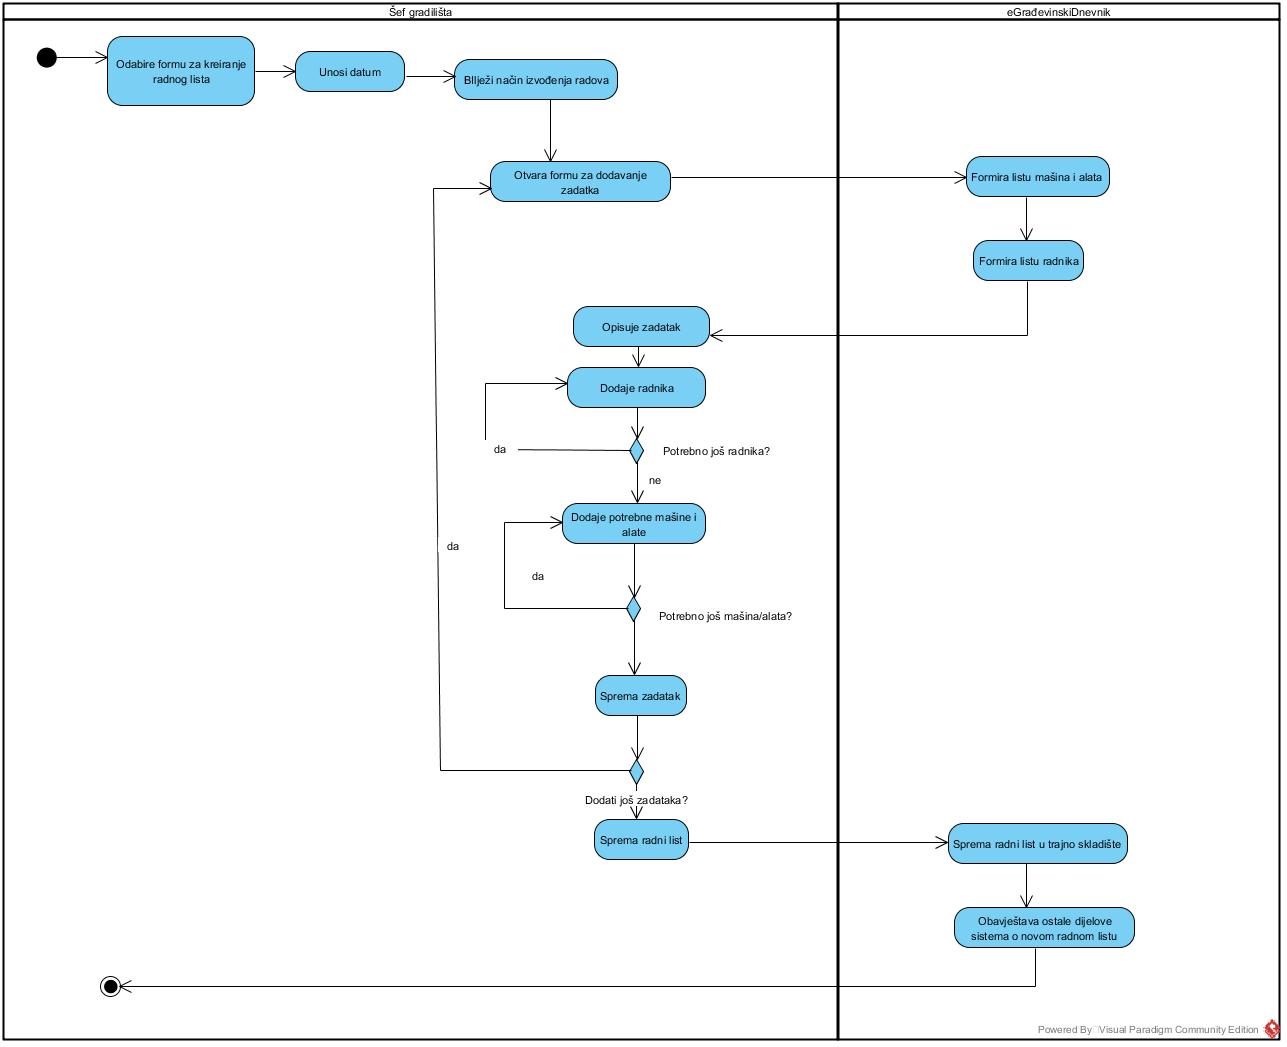 Šef gradilišta
eGrađevinskiDnevnik
Odabire formu za kreiranje
radnog lista
Unosi datum
Bllježi način izvođenja radova
Otvara formu za dodavanje
zadatka
Formira listu mašina i alata
Formira listu radnika
Opisuje zadatak
Dodaje radnika
da
Potrebno još radnika?
ne
Dodaje potrebne mašine i
alate
da
da
Potrebno još mašina/alata?
Sprema zadatak
Dodati još zadataka?
Sprema radni list
Sprema radni list u trajno skladište
Obavještava ostale dijelove
sistema o novom radnom listu
Powered By Visual Paradigm Community Edition